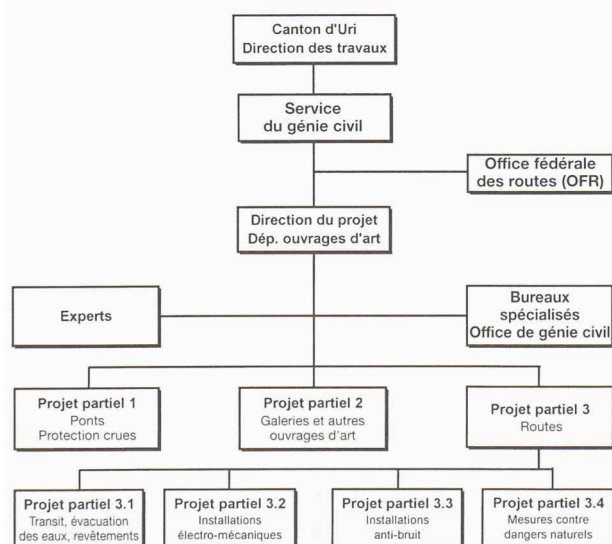 Canton d'Uri
Direction des travaux
Service
du génie civil
Office fédérale
des routes (OFR)
Direction du projet
Dép. ouvrages d'art
Experts
Bureaux
spécialisés
Office de génie civil
Projet partiel 1
Ponts
Protection crues
Projet partiel 2
Galeries et autres
ouvrages d'art
Projet partiel 3
Routes
Projet partiel 3.1
Transit, évacuation
des eaux, revêtements
Projet partiel 3.2
Installations
électro-mécaniques
Projet partiel 3.3
Installations
anti-bruit
Projet partiel 3.4
Mesures contre
dangers naturels